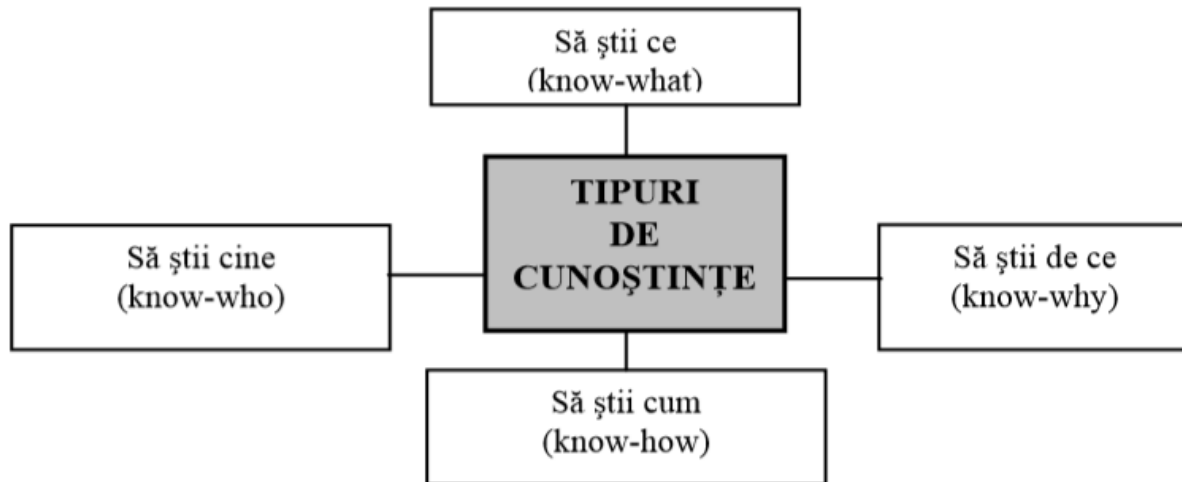 Să ştii ce
(know-what)
TIPURI
DE
CUNOŞTINȚE
Să ştii cine
(know-who)
Să ştii de ce
(know-why)
Să ştii cum
(know-how)